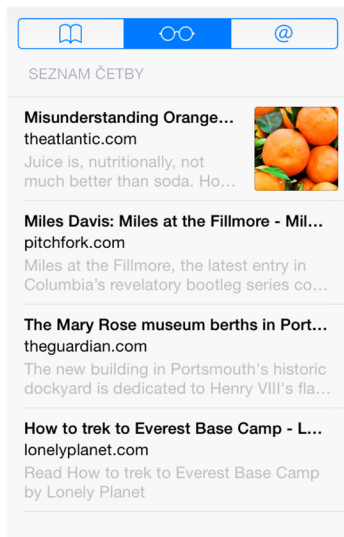 @
SEZNAM ČETBY
Misunderstanding Orange...
theatlantic.com
Juice is, nutritionally, not
much better than soda. Ho...
Miles Davis: Miles at the Fillmore - Mil...
pitchfork.com
Miles at the Fillmore, the latest entry in
Columbia's revelatory bootleg series co...
The Mary Rose museum berths in Port...
theguardian.com
The new building in Portsmouth's historic
dockyard is dedicated to Henry VIII's fla...
How to trek to Everest Base Camp - L...
lonelyplanet.com
Read How to trek to Everest Base Camp
by Lonely Planet